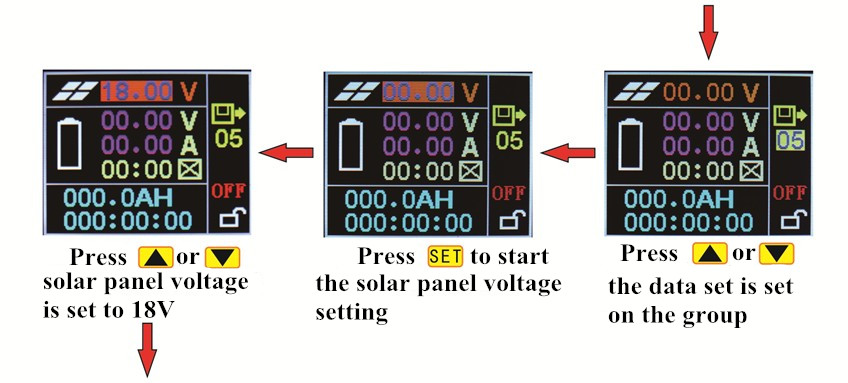 18.00 V
00.00 V
00.00 A
00:00
05
OFF
000.0AH
000:00:00
Press or
solar panel voltage
is set to 18V
00.00 V
00.00 V
00.00 A
00:00
05
OFF
000.0AH
000:00:00
Press SET to start
the solar panel voltage
setting
00.00 V
00.00 V
00.00 A
00:00
05
OFF
000.0AH
000:00:00
Press or
the data set is set
on the group